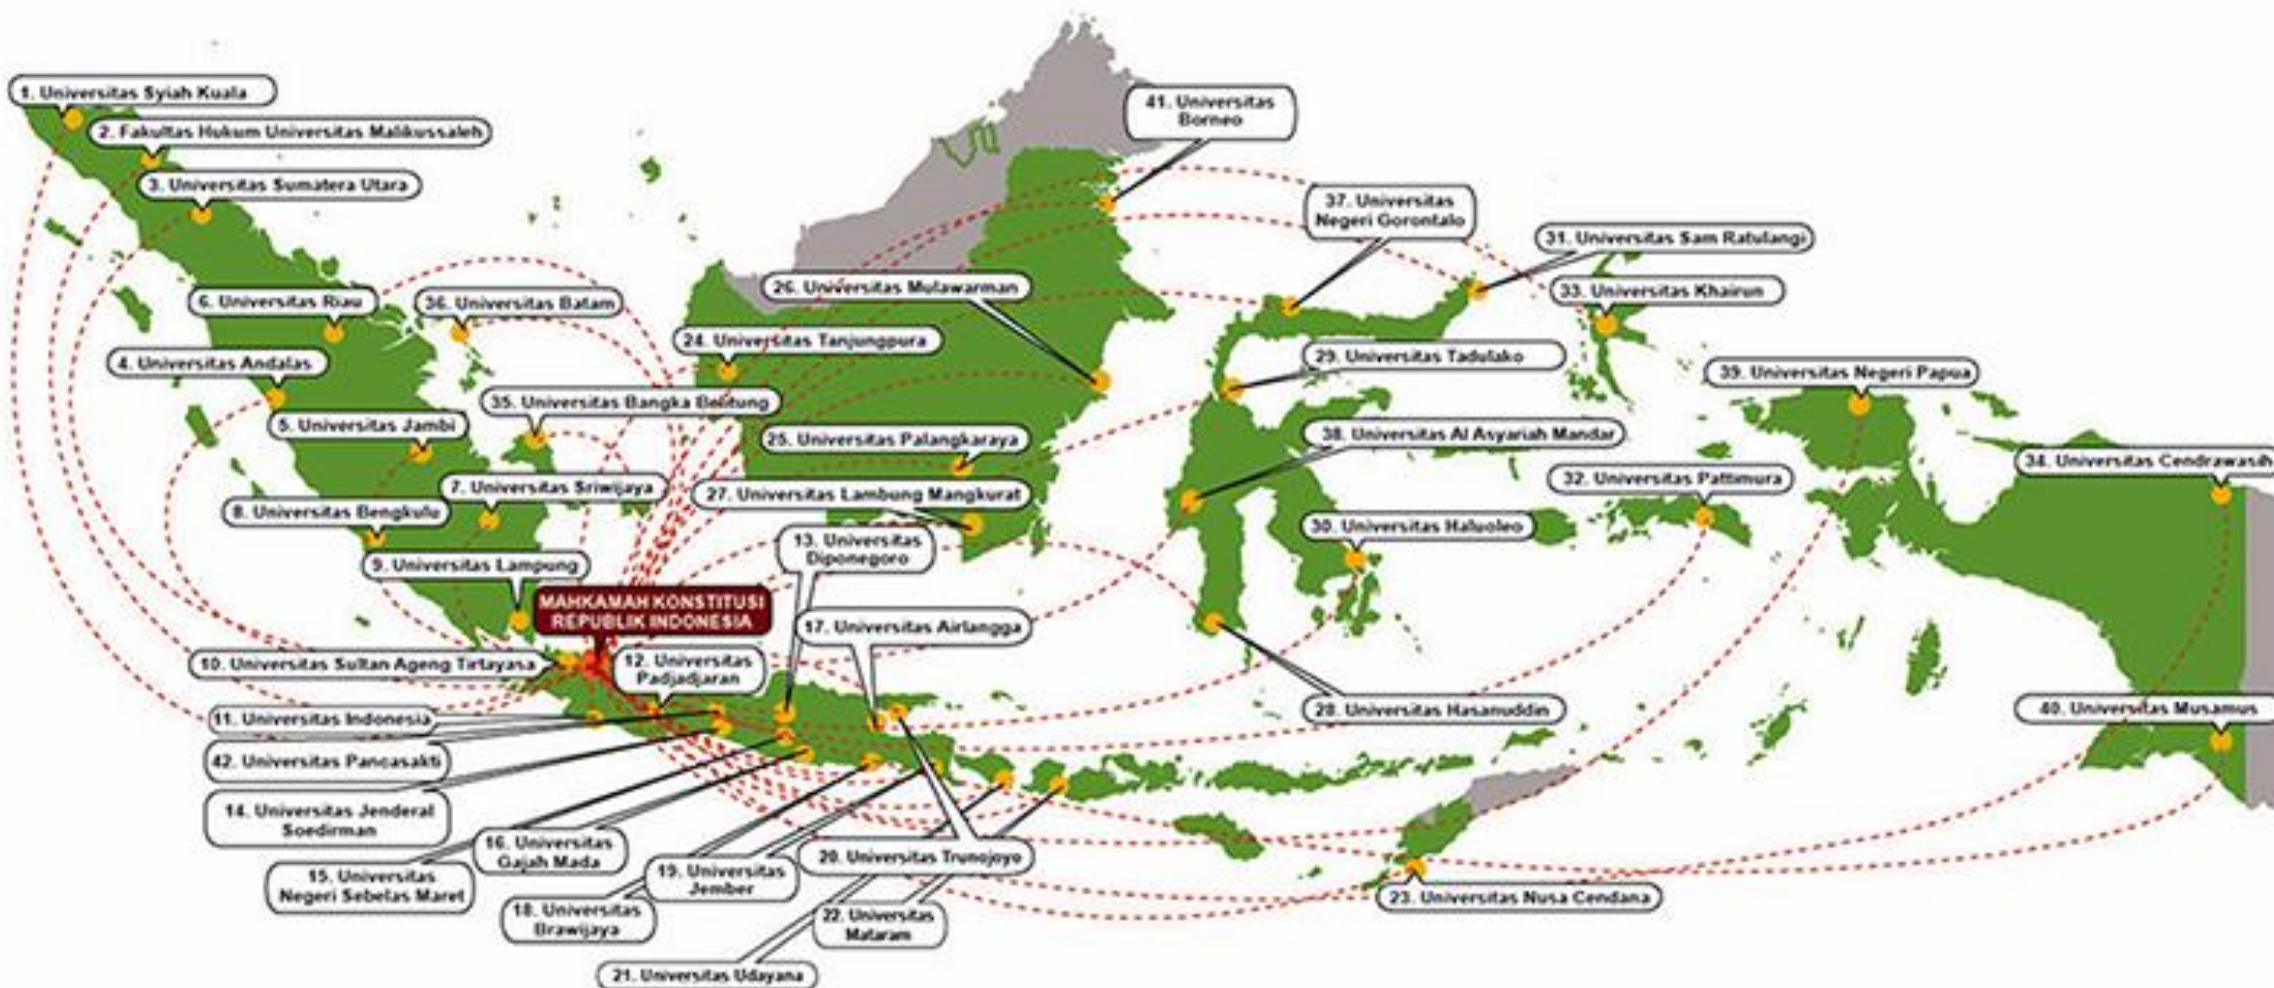 1. Universitas Syiah Kuala
2. Fakultas Hukum Universitas Malikussaleh
3. Universitas Sumatera Utara
41. Universitas
Borneo
37. Universitas
Negeri Gorontalo
31. Universitas Sam Ratulangi
6. Universitas Riau
36. Universitas Batam
26. Universitas Mulawarman
33. Universitas Khairun
4. Universitas Andalas
24. Universitas Tanjungpura
29. Universitas Tadulako
39. Universitas Negeri Papua
35. Universitas Bangka Belitung
5. Universitas Jambi
25. Universitas Palangkaraya
38. Universitas Al Asyariah Mandar
34. Universitas Cendrawasih
7. Universitas Sriwijaya
27. Universitas Lambung Mangkurat
32. Universitas Pattimura
8. Universitas Bengkulu
30. Universitas Haluoleo
13. Universitas
Diponegoro
9. Universitas Lampung
MAHKAMAH KONSTITUSI
REPUBLIK INDONESIA
17. Universitas Airlangga
10. Universitas Sultan Ageng Tirtayasa
12. Universitas
Padjadjaran
11. Universitas Indonesia
28. Universitas Hasanuddin
40. Universitas Musamus
42. Universitas Pancasakti
14. Universitas Jenderal
Soedirman
16. Universitas
Gajah Mada
15. Universitas
Negeri Sebelas Maret
19. Universitas
Jember
20. Universitas Trunojoyo
23. Universitas Nusa Cendana
18. Universitas
Brawijaya
22. Universitas
Mataram
21. Universitas Udayana